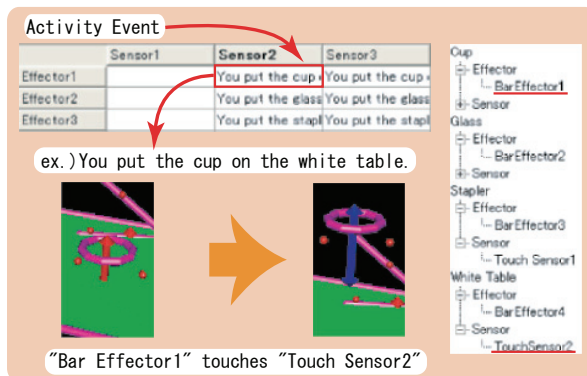 Activity Event
Sensor1 Sensor2 Sensor3
Effector1 You put the cup You put the cup
Effector2 You put the glass You put the glass
Effector3 You put the stapl You put the stapl
ex.)You put the cup on the white table.
"Bar Effector1" touches "Touch Sensor2"
Cup
Effector
BarEffector1
Sensor
Glass
Effector
BarEffector2
Sensor
Stapler
Effector
BarEffector3
Sensor
Touch Sensor1
White Table
Effector
BarEffector4
Sensor
TouchSensor2